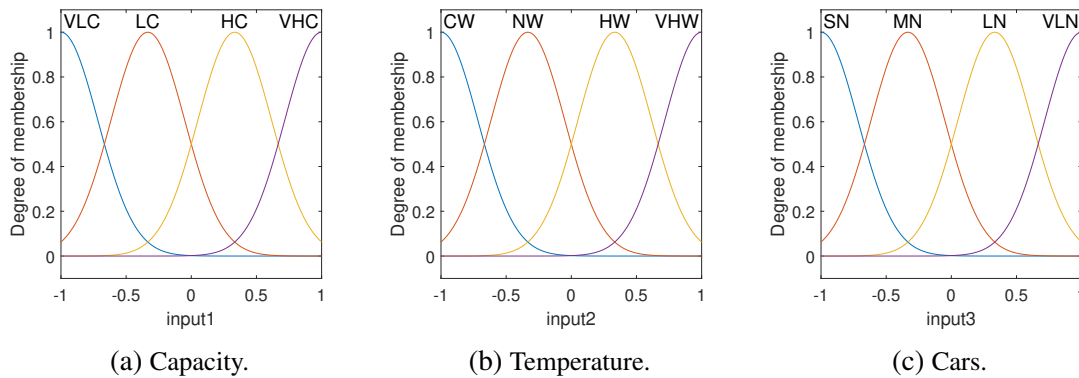 VLC LC HC VHC
1
0.8
0.6
0.4
0.2
0
Degree of membership
-1 -0.5 0 0.5 1
input1
(a) Capacity.
CW NW HW VHW
1
0.8
0.6
0.4
0.2
0
Degree of membership
-1 -0.5 0 0.5 1
input2
(b) Temperature.
SN MN LN VLN
1
0.8
0.6
0.4
0.2
0
Degree of membership
-1 -0.5 0 0.5 1
input3
(c) Cars.